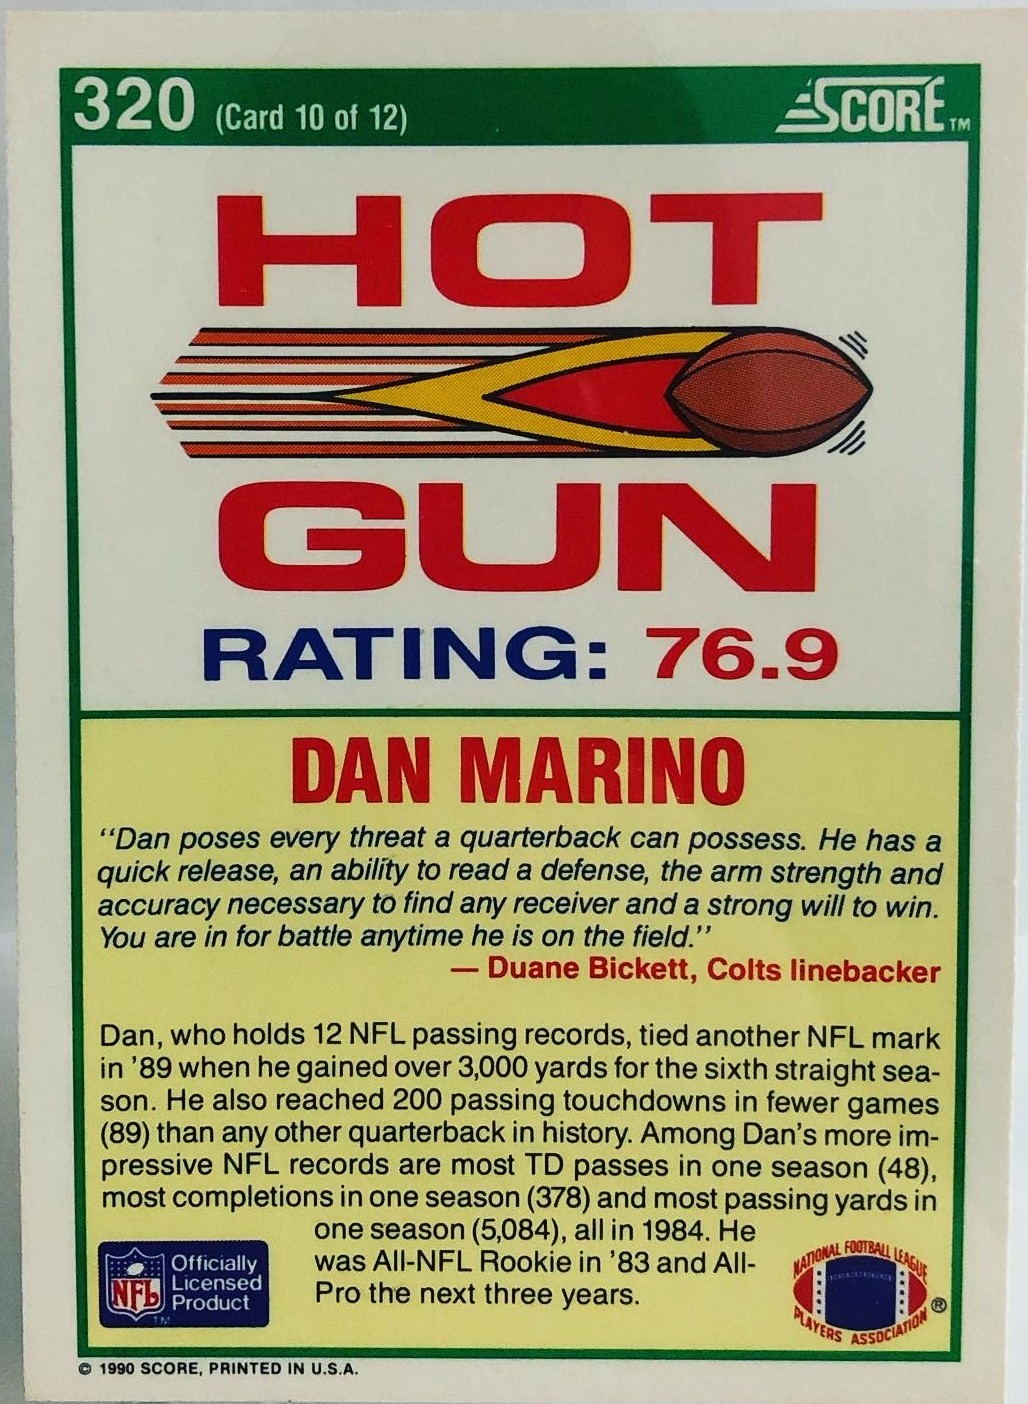 320 (Card 10 of 12) SCORE™
HOT
GUN
RATING: 76.9
DAN MARINO
‘‘Dan poses every threat a quarterback can possess. He has a
quick release, an ability to read a defense, the arm strength and
accuracy necessary to find any receiver and a strong will to win.
You are in for battle anytime he is on the field.’’
— Duane Bickett, Colts linebacker
Dan, who holds 12 NFL passing records, tied another NFL mark
in ’89 when he gained over 3,000 yards for the sixth straight sea-
son. He also reached 200 passing touchdowns in fewer games
(89) than any other quarterback in history. Among Dan’s more im-
pressive NFL records are most TD passes in one season (48),
most completions in one season (378) and most passing yards in
one season (5,084), all in 1984. He
was All-NFL Rookie in ’83 and All-
Pro the next three years.
NFL
Officially
Licensed
Product
TM
NATIONAL FOOTBALL LEAGUE
PLAYERS ASSOCIATION ®
© 1990 SCORE, PRINTED IN U.S.A.